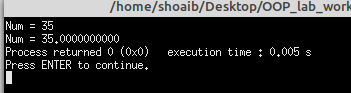 /home/shoaib/Desktop/OOP_lab_work
Num = 35
Num = 35.0000000000
Process returned 0 (0x0)   execution time : 0.005 s
Press ENTER to continue.